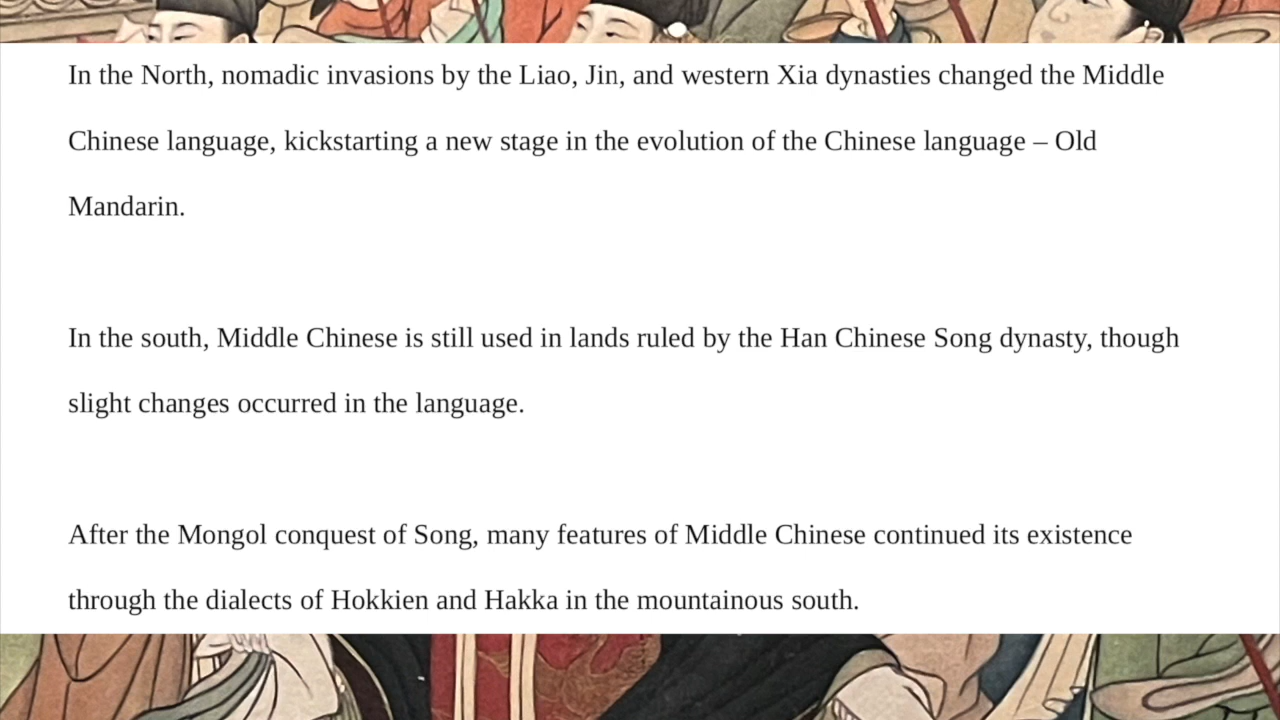 In the North, nomadic invasions by the Liao, Jin, and western Xia dynasties changed the Middle
Chinese language, kickstarting a new stage in the evolution of the Chinese language – Old
Mandarin.
In the south, Middle Chinese is still used in lands ruled by the Han Chinese Song dynasty, though
slight changes occurred in the language.
After the Mongol conquest of Song, many features of Middle Chinese continued its existence
through the dialects of Hokkien and Hakka in the mountainous south.